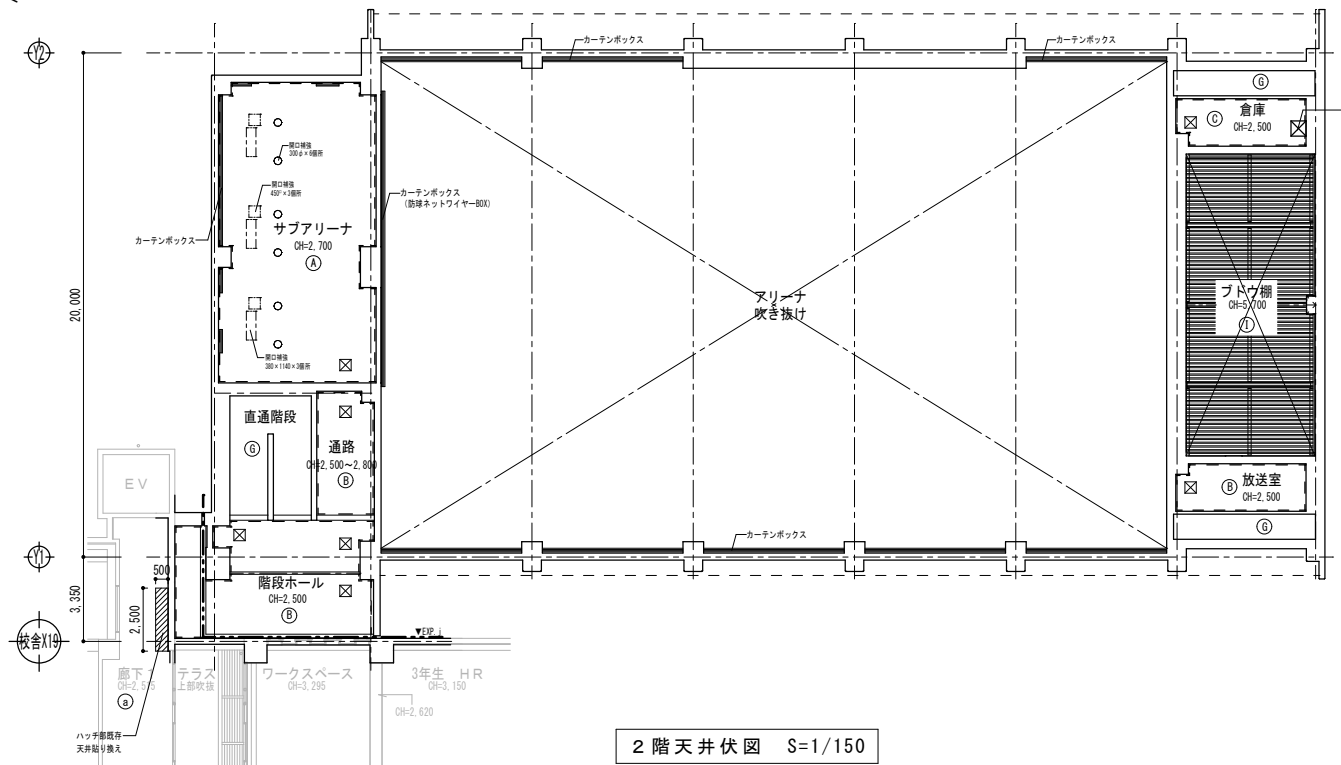 Y2
カーテンボックス
カーテンボックス
G
倉庫
C
CH=2,500
開口補強
300φ×6個所
開口補強
450□×3個所
カーテンボックス
(防球ネットワイヤーBOX)
カーテンボックス
サブアリーナ
CH=2,700
A
20,000
アリーナ
吹き抜け
ブドウ棚
CH=5,700
I
開口補強
380×1140×3個所
直通階段
G
通路
CH=2,500~2,800
B
EV
放送室
B
CH=2,500
G
カーテンボックス
Y1
500
3,350
2,500
階段ホール
CH=2,500
B
校舎X19
▼EXP.j
廊下
テラス
上部吹抜
ワークスペース
CH=3,295
3年生 HR
CH=3,150
a
CH=2,620
ハッチ部既存
天井貼り換え
2階天井伏図 S=1/150